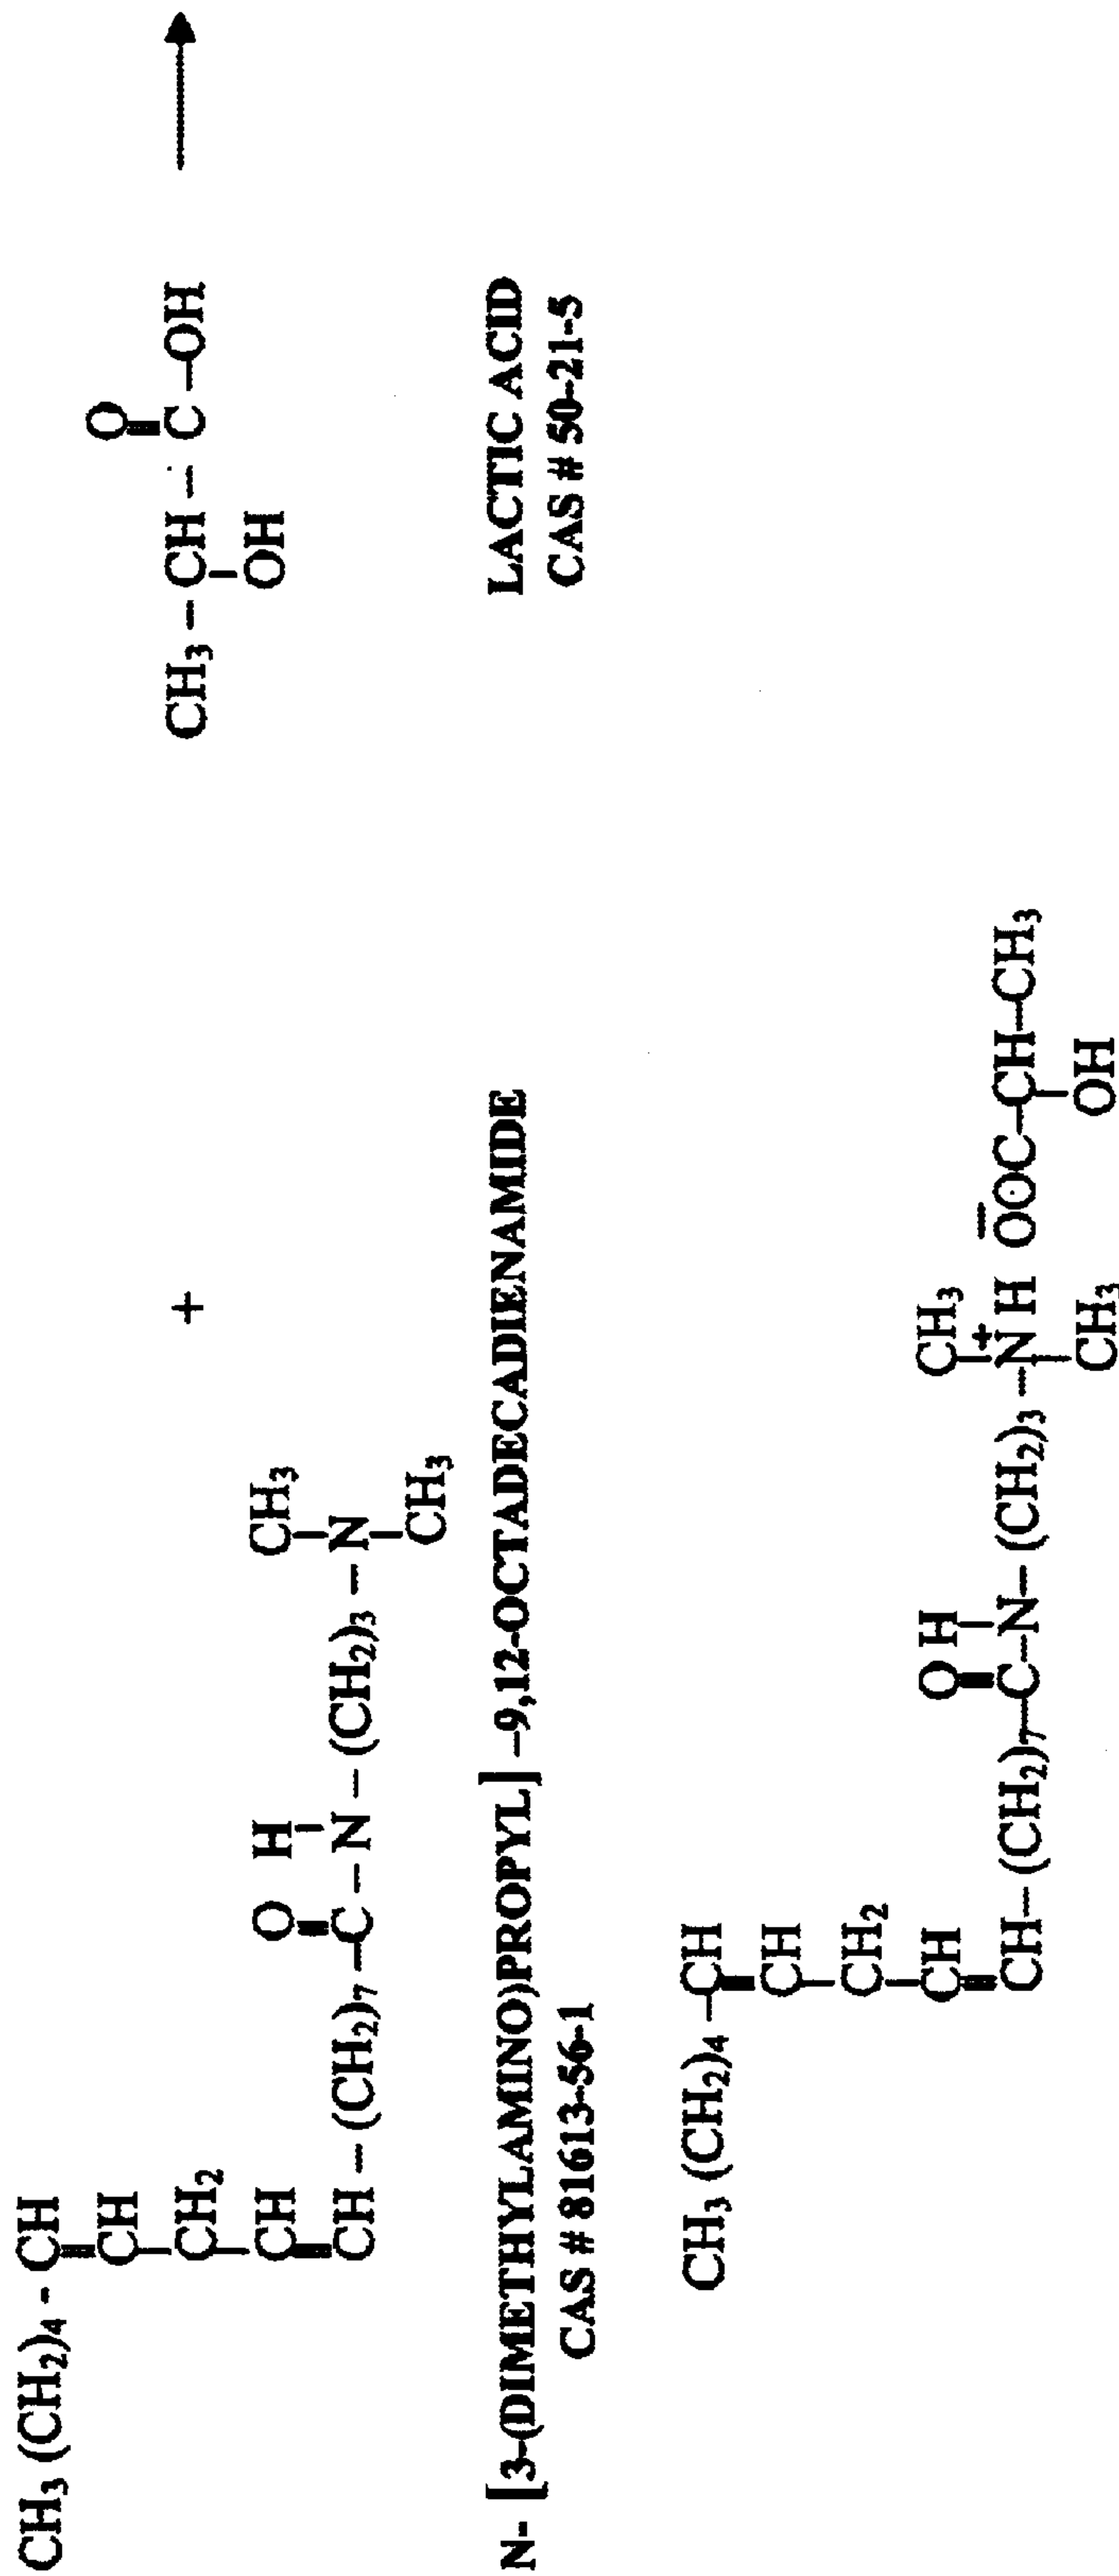 CH₃ (CH₂)₄ - CH
CH
CH₂
CH
CH – (CH₂)₇ – C – N – (CH₂)₃ – N
O H
CH₃
CH₃
+
CH₃ – CH – C – OH
O
OH
N- [3-(DIMETHYLAMINO)PROPYL] –9,12-OCTADECADIENAMIDE
CAS # 81613-56-1
LACTIC ACID
CAS # 50-21-5
CH₃ (CH₂)₄ – CH
CH
CH₂
CH
CH– (CH₂)₇–C–N– (CH₂)₃ – N H OOC–CH–CH₃
O H
CH₃
+
–
CH₃
OH